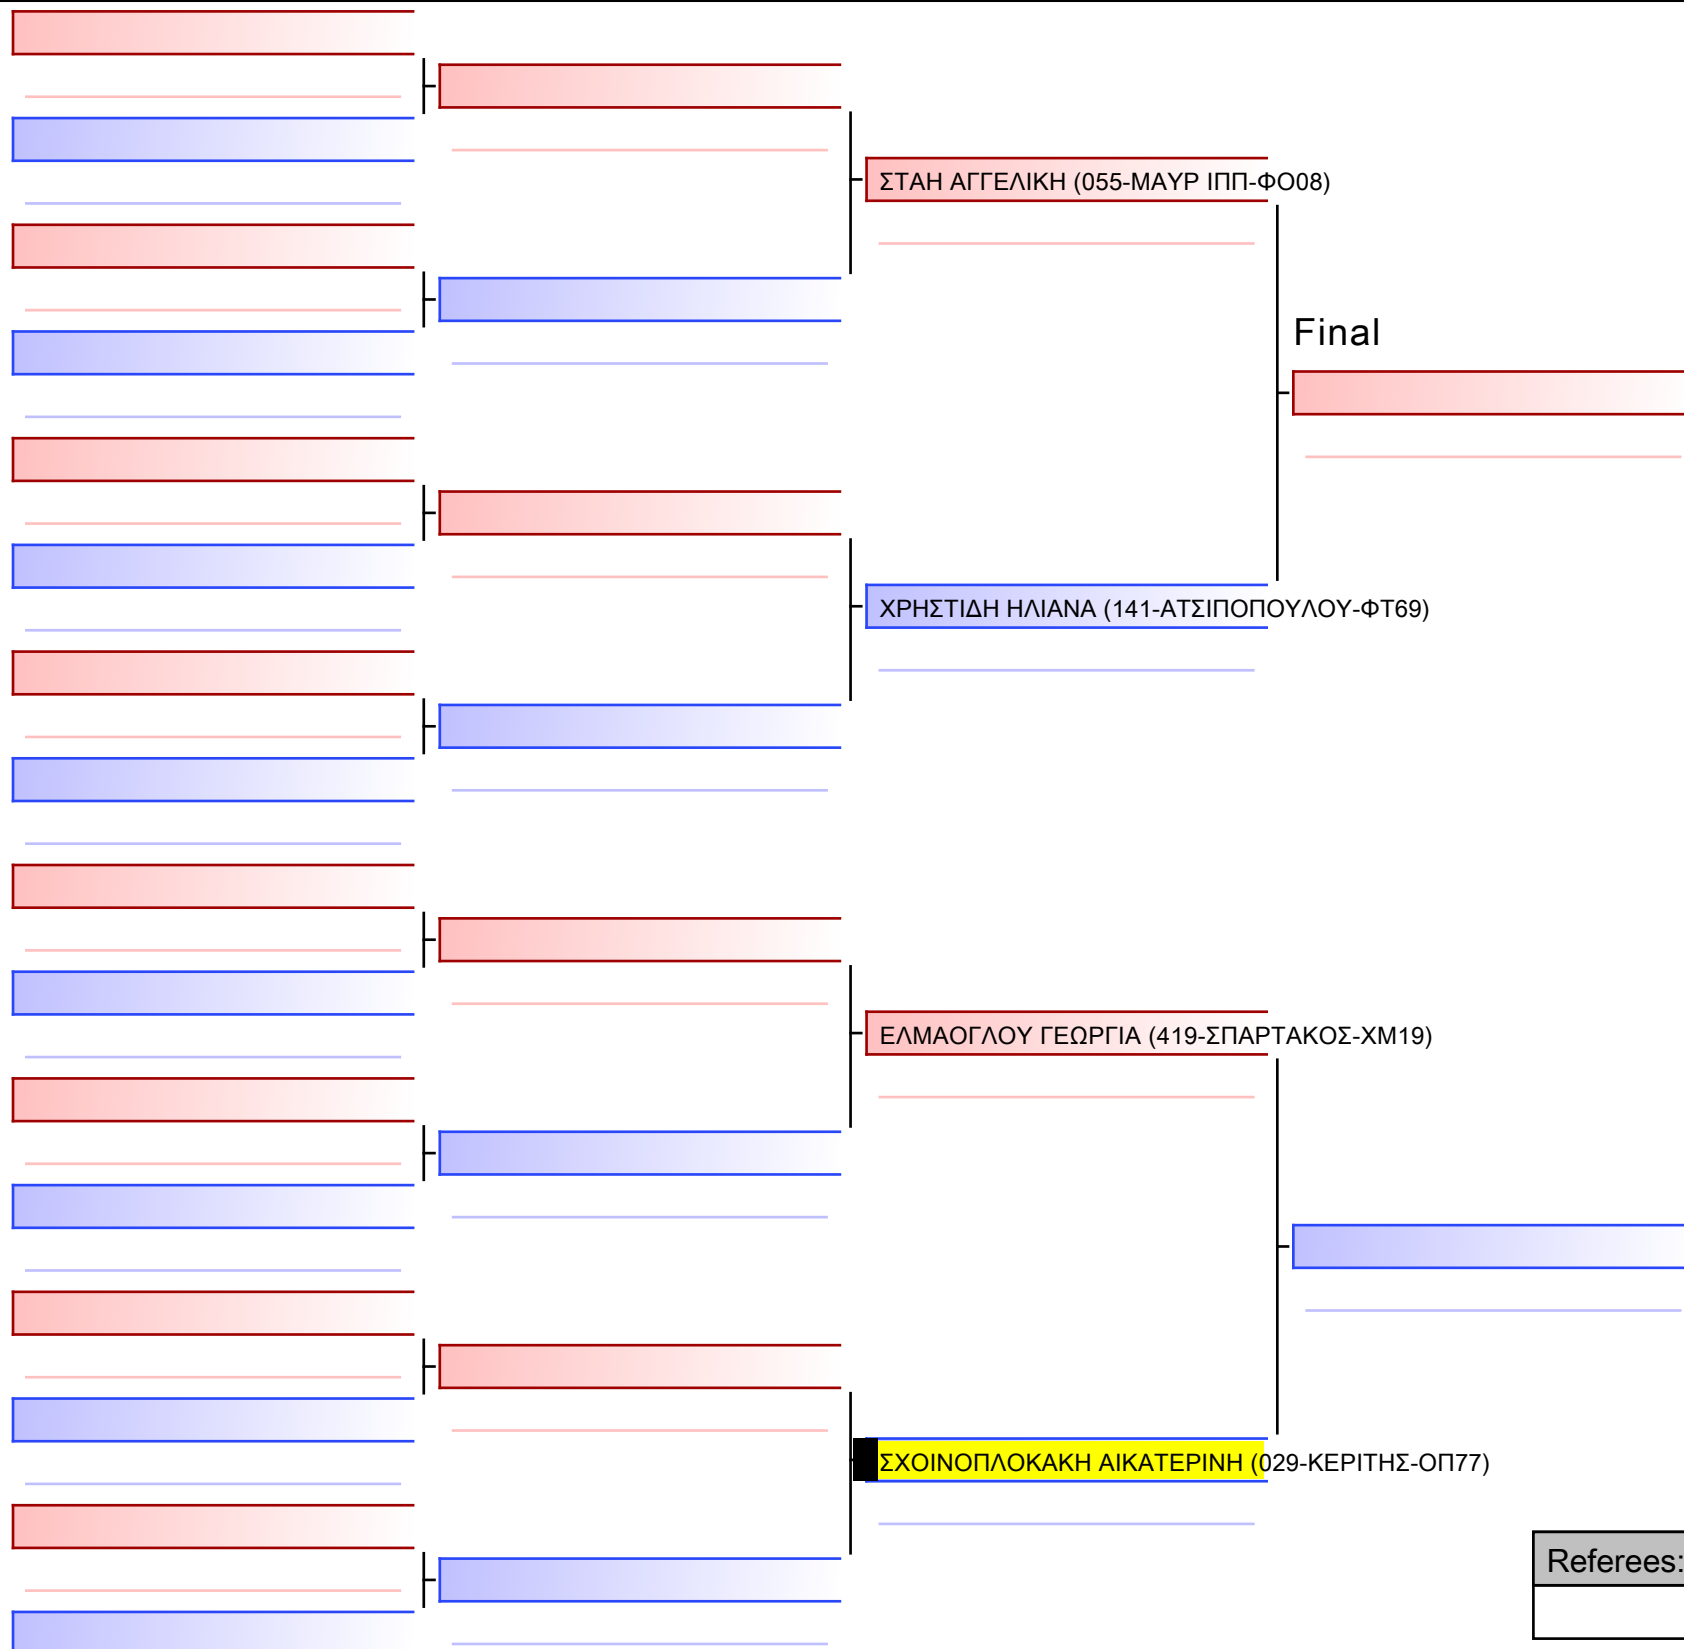 ΣΤΑΗ ΑΓΓΕΛΙΚΗ (055-ΜΑΥΡ ΙΠΠ-ΦΟ08)
Final
ΧΡΗΣΤΙΔΗ ΗΛΙΑΝΑ (141-ΑΤΣΙΠΟΠΟΥΛΟΥ-ΦΤ69)
ΕΛΜΑΟΓΛΟΥ ΓΕΩΡΓΙΑ (419-ΣΠΑΡΤΑΚΟΣ-ΧΜ19)
ΣΧΟΙΝΟΠΛΟΚΑΚΗ ΑΙΚΑΤΕΡΙΝΗ (029-ΚΕΡΙΤΗΣ-ΟΠ77)
Referees: